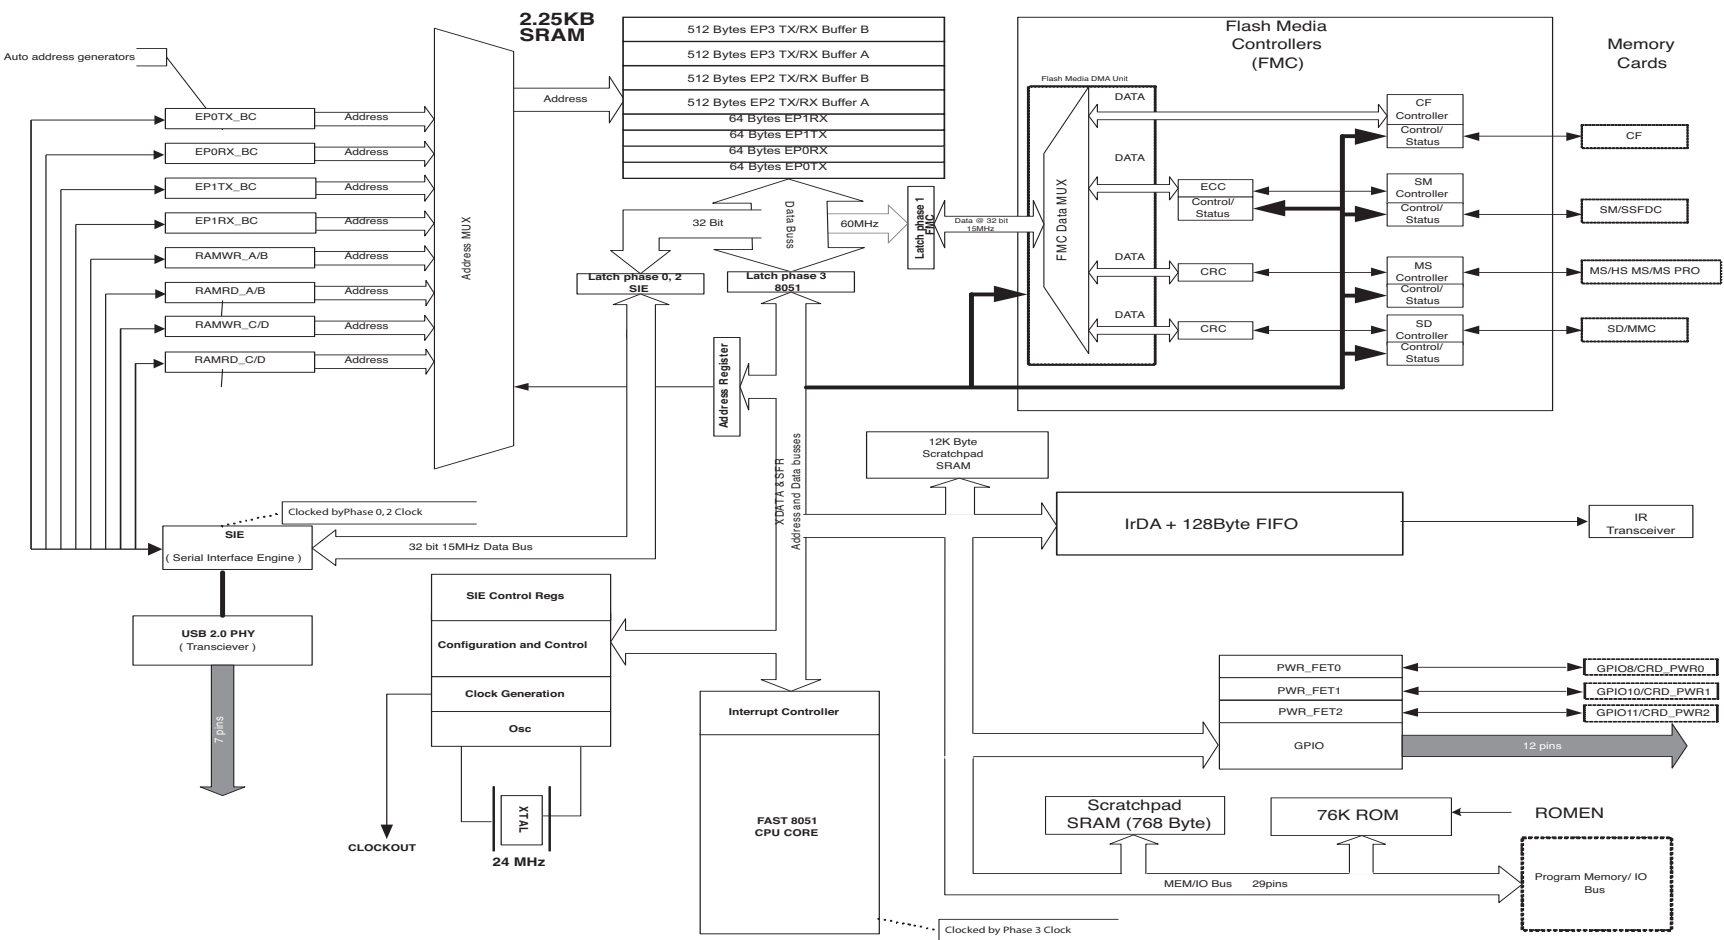 2.25KB
SRAM
512 Bytes EP3 TX/RX Buffer B
512 Bytes EP3 TX/RX Buffer A
512 Bytes EP2 TX/RX Buffer B
512 Bytes EP2 TX/RX Buffer A
64 Bytes EP1RX
64 Bytes EP1TX
64 Bytes EP0RX
64 Bytes EP0TX
Auto address generators
EP0TX_BC
Address
EP0RX_BC
Address
EP1TX_BC
Address
EP1RX_BC
Address
RAMWR_A/B
Address
RAMRD_A/B
Address
RAMWR_C/D
Address
RAMRD_C/D
Address
Address MUX
Address
32 Bit
Data Buss
60MHz
Latch phase 1
FMC
Data @ 32 bit
15MHz
Latch phase 0, 2
SIE
Latch phase 3
8051
Address Register
Flash Media
Controllers
(FMC)
Flash Media DMA Unit
FMC Data MUX
DATA
DATA
DATA
DATA
ECC
Control/
Status
CRC
CRC
CF
Controller
Control/
Status
SM
Controller
Control/
Status
MS
Controller
Control/
Status
SD
Controller
Control/
Status
Memory
Cards
CF
SM/SSFDC
MS/HS MS/MS PRO
SD/MMC
XDATA & SFR
Address and Data busses
12K Byte
Scratchpad
SRAM
IrDA + 128Byte FIFO
IR
Transceiver
Clocked byPhase 0, 2 Clock
SIE
( Serial Interface Engine )
32 bit 15MHz Data Bus
USB 2.0 PHY
( Transciever )
7 pins
SIE Control Regs
Configuration and Control
Clock Generation
Osc
XTAL
24 MHz
CLOCKOUT
Interrupt Controller
FAST 8051
CPU CORE
Clocked by Phase 3 Clock
PWR_FET0
PWR_FET1
PWR_FET2
GPIO
GPIO8/CRD_PWR0
GPIO10/CRD_PWR1
GPIO11/CRD_PWR2
12 pins
Scratchpad
SRAM (768 Byte)
76K ROM
ROMEN
MEM/IO Bus 29pins
Program Memory/ IO
Bus